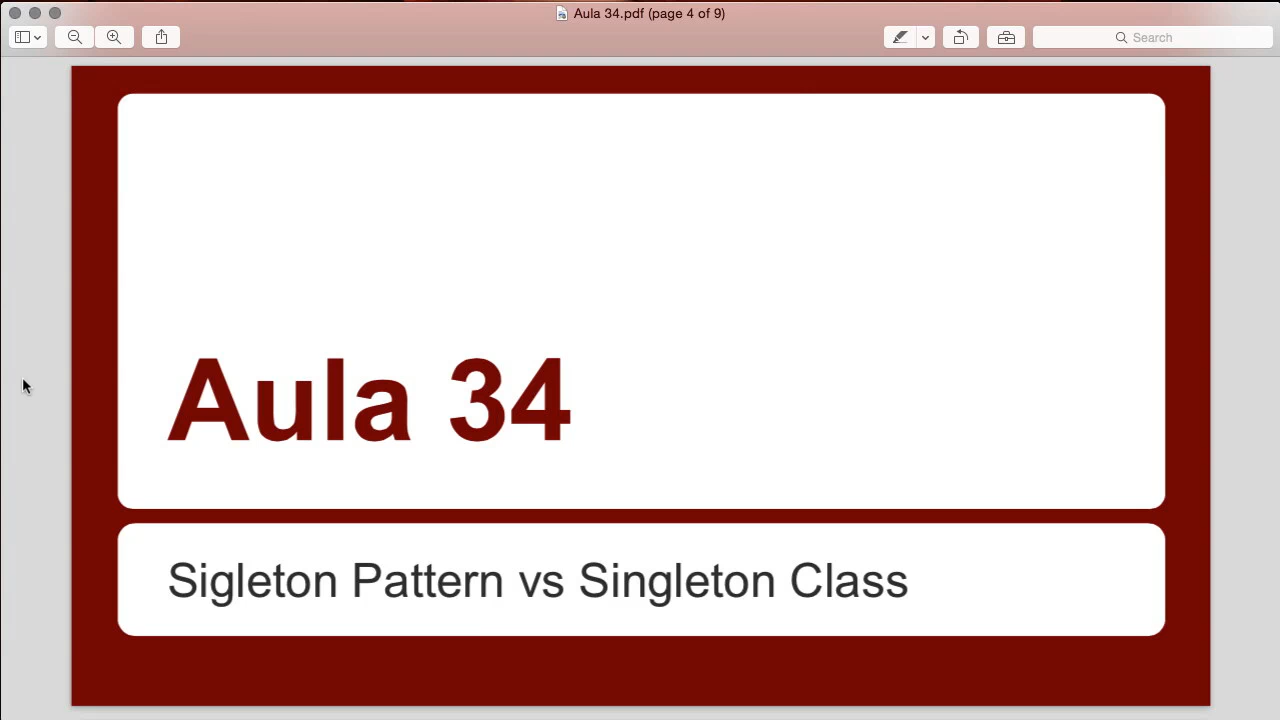 Aula 34.pdf (page 4 of 9)
Search
Aula 34
Sigleton Pattern vs Singleton Class